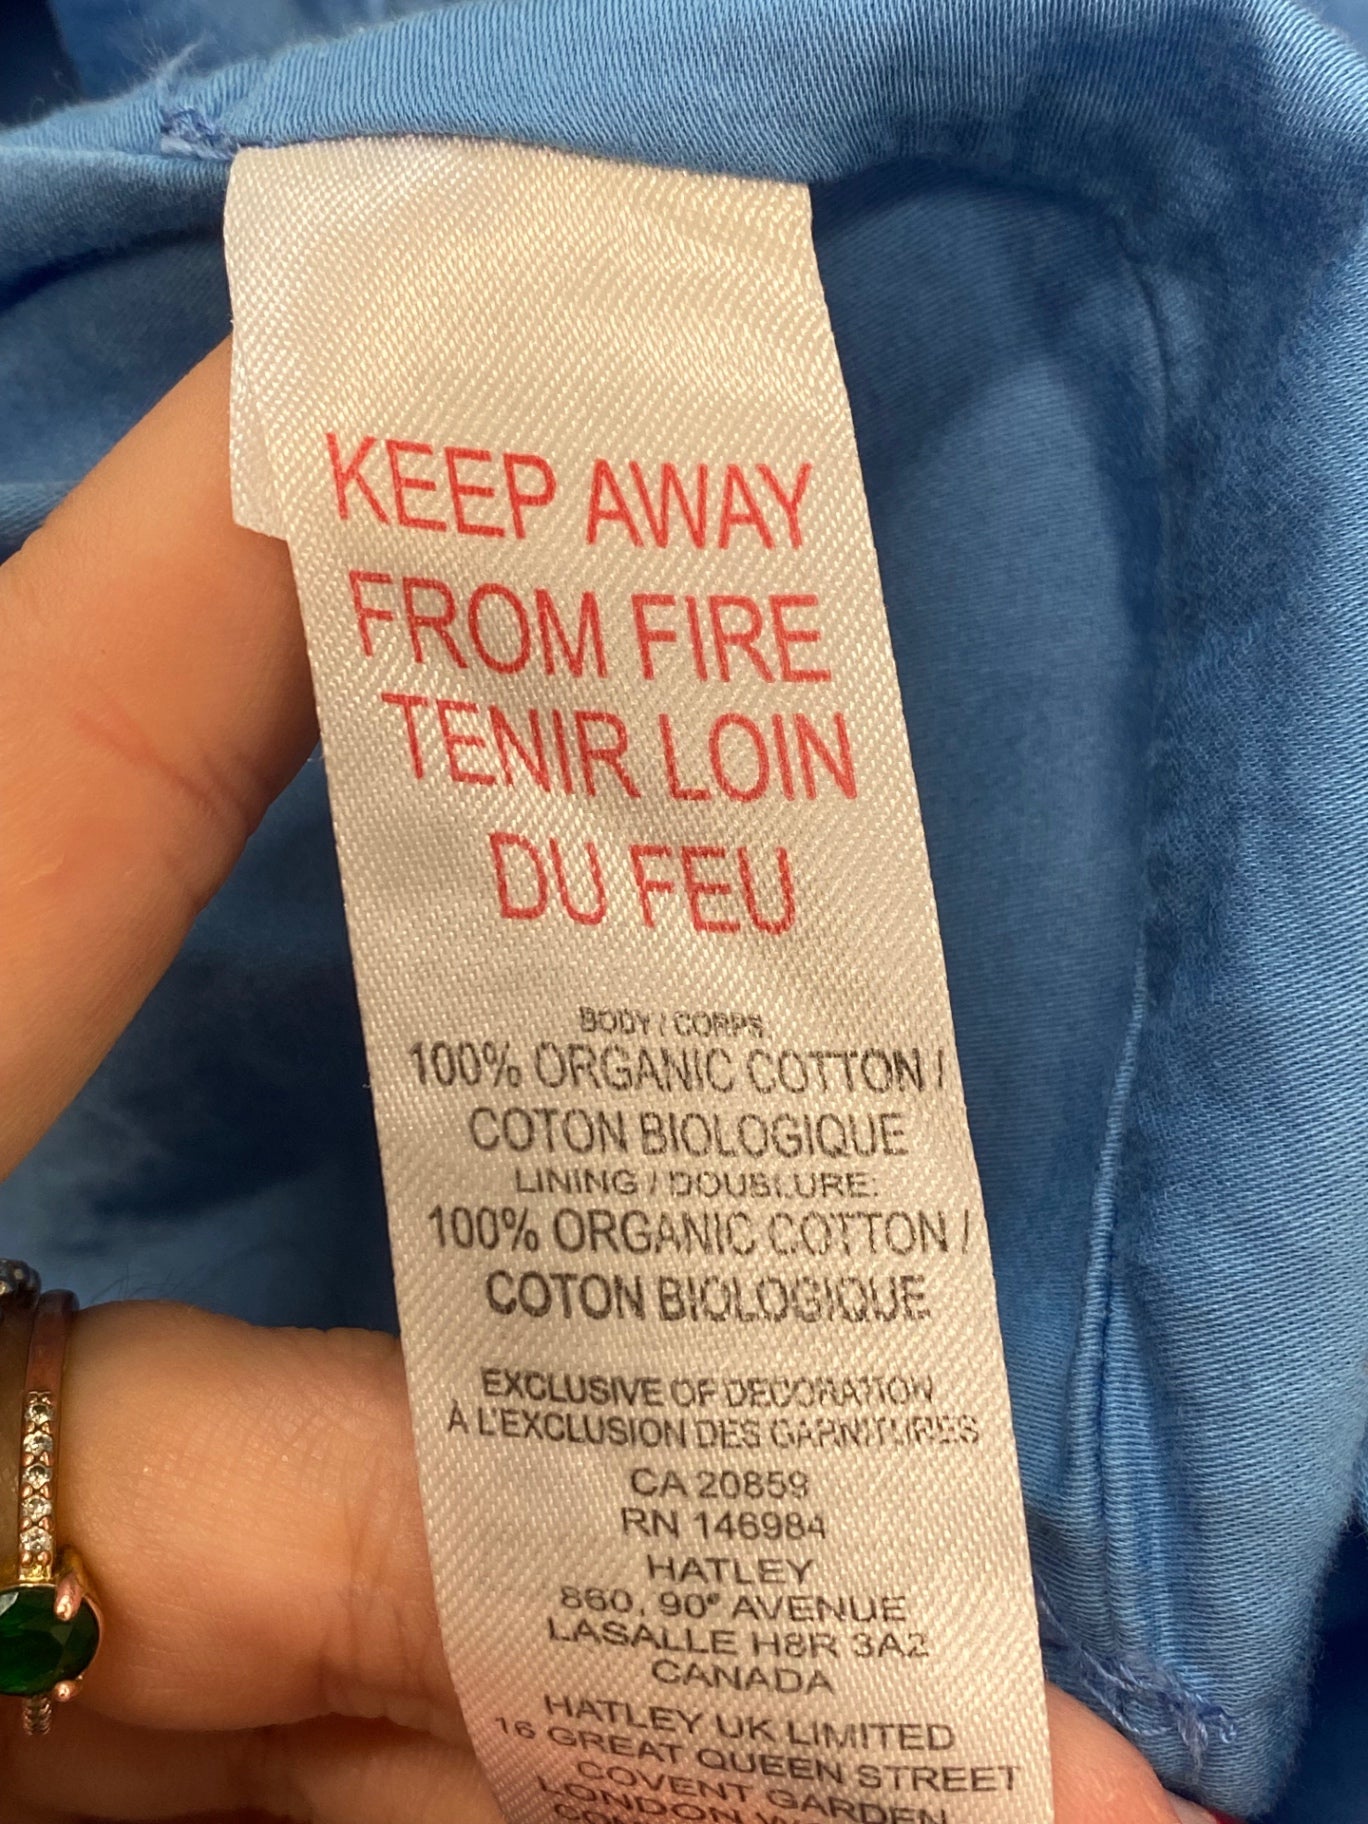 KEEP AWAY
FROM FIRE
TENIR LOIN
DU FEU
BODY / CORPS
100% ORGANIC COTTON /
COTON BIOLOGIQUE
LINING / DOUBLURE:
100% ORGANIC COTTON /
COTON BIOLOGIQUE
EXCLUSIVE OF DECORATION
À L'EXCLUSION DES GARNITURES
CA 20859
RN 146984
HATLEY
860, 90e AVENUE
LASALLE H8R 3A2
CANADA
HATLEY UK LIMITED
16 GREAT QUEEN STREET
COVENT GARDEN
LONDON